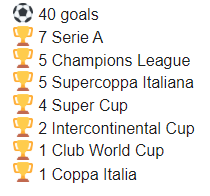 40 goals
7 Serie A
5 Champions League
5 Supercoppa Italiana
4 Super Cup
2 Intercontinental Cup
1 Club World Cup
1 Coppa Italia